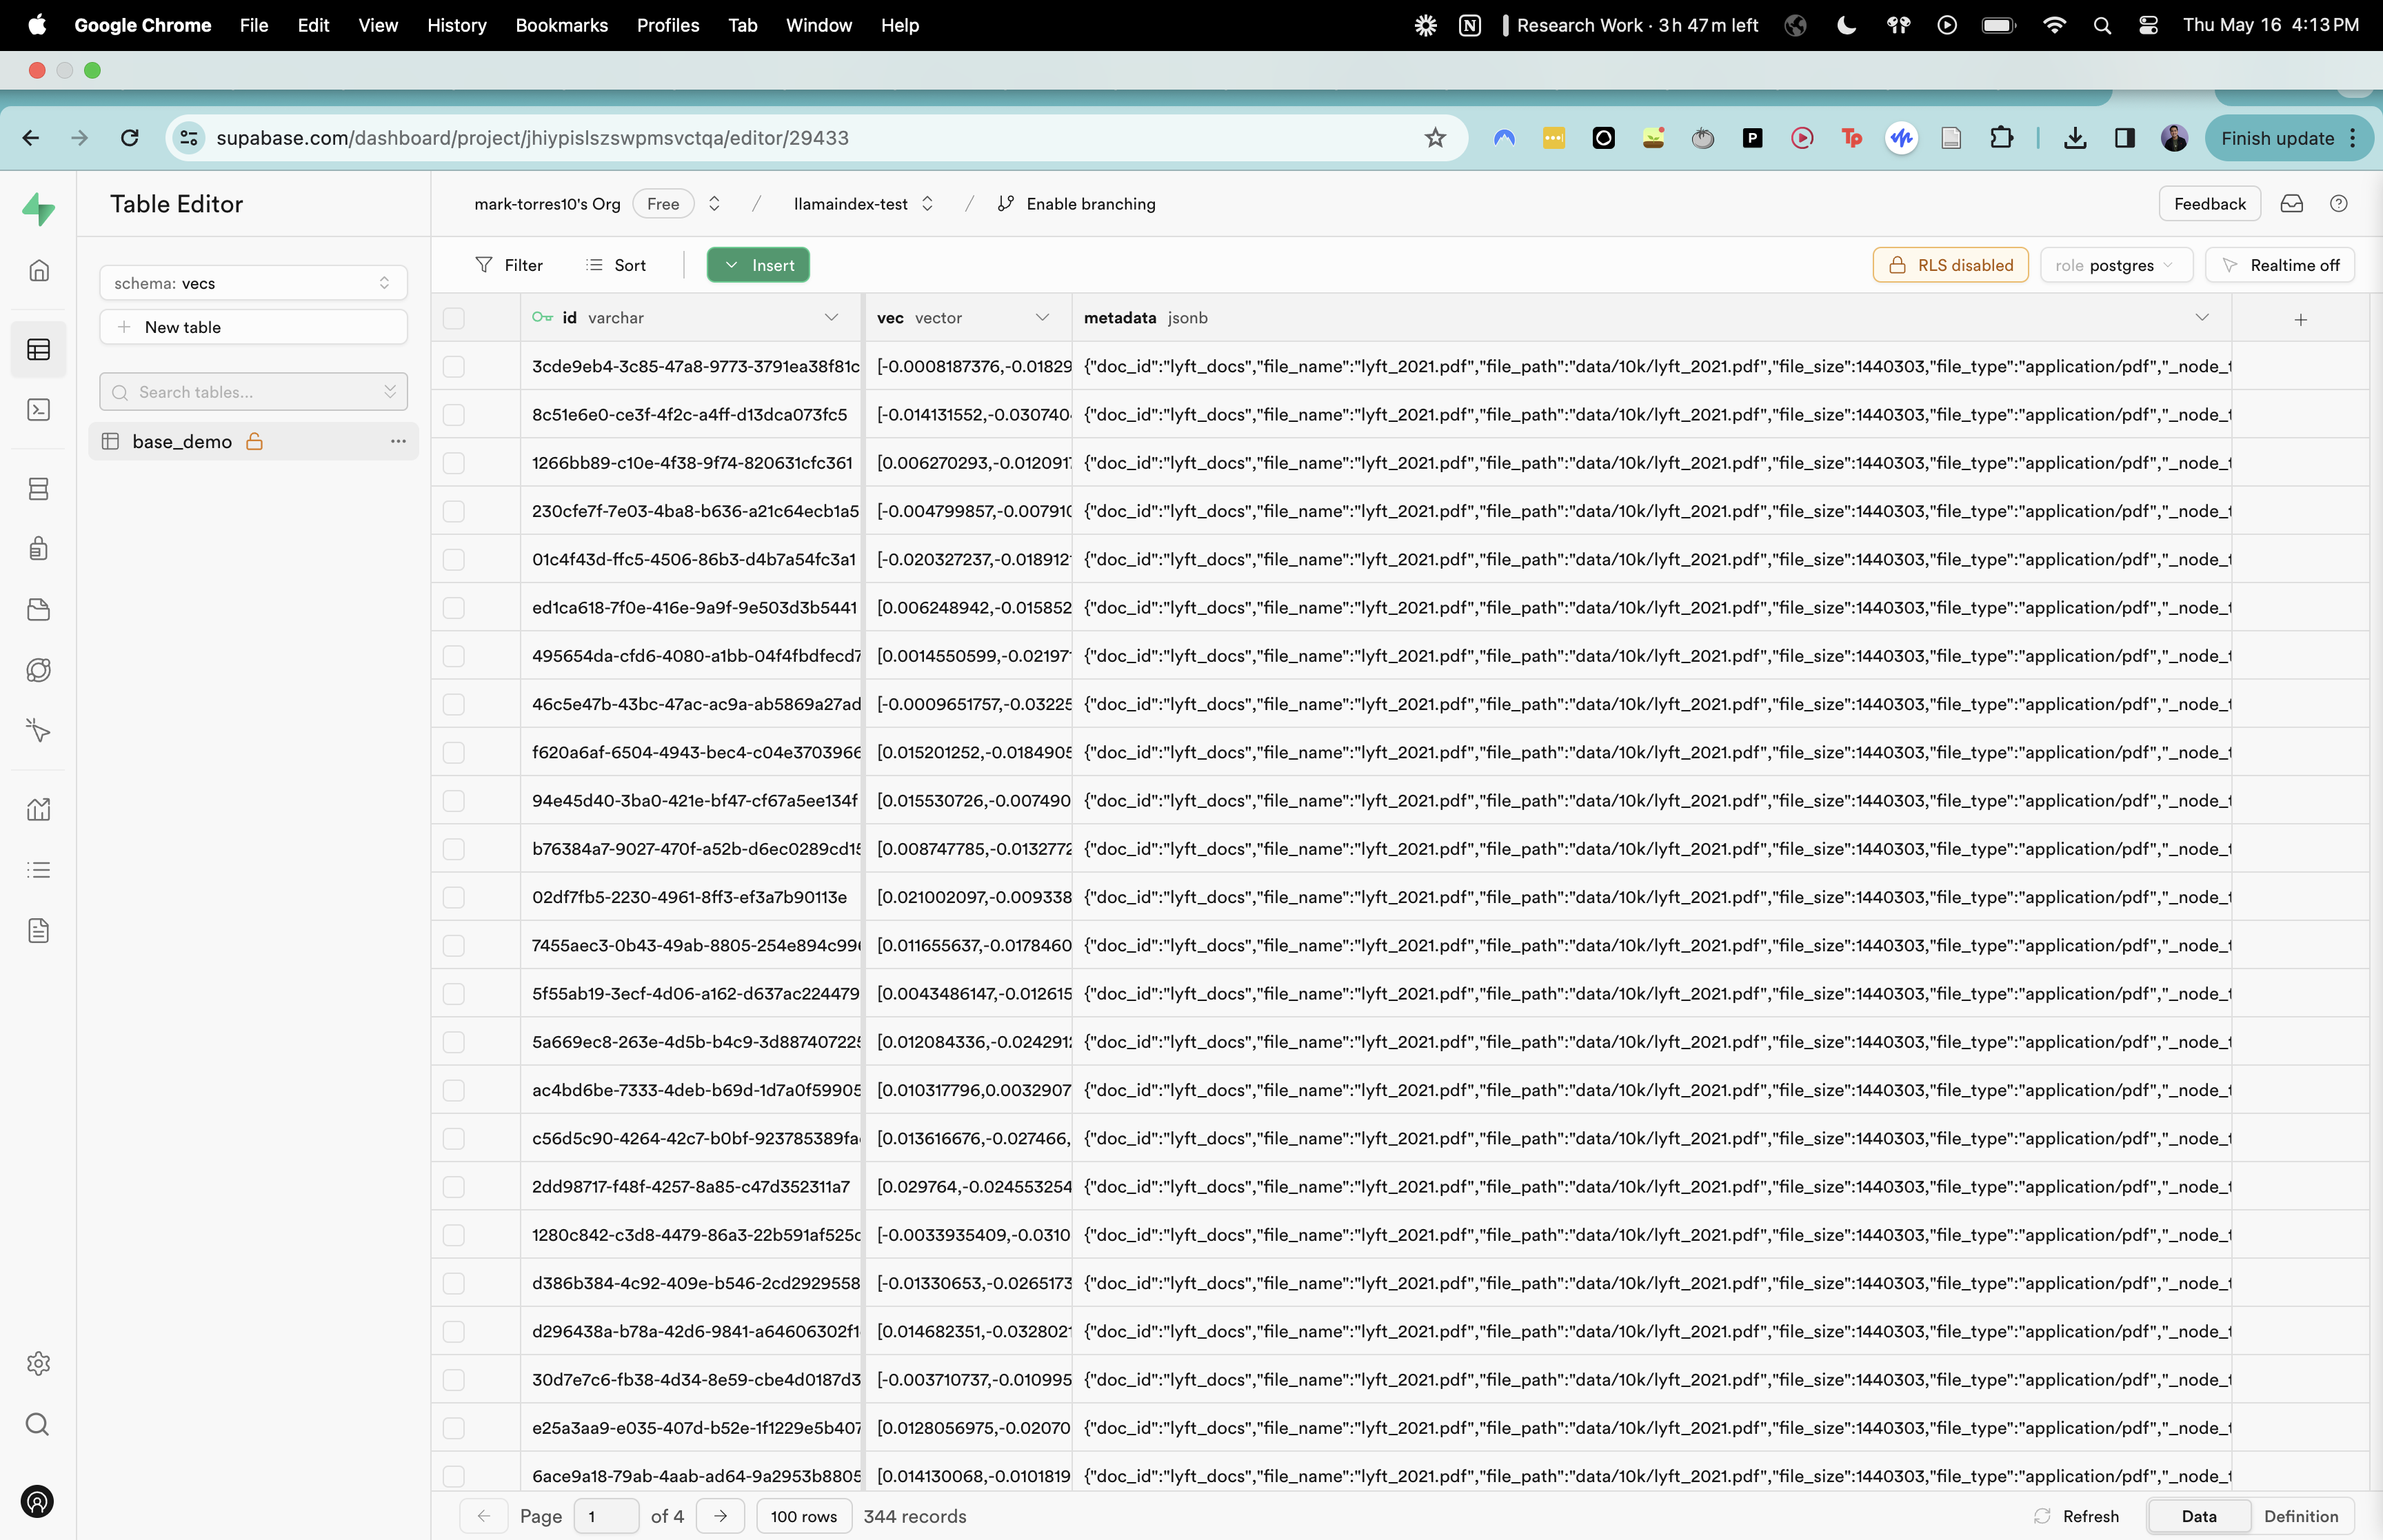 Google Chrome File Edit View History Bookmarks Profiles Tab Window Help Research Work · 3h 47m left Thu May 16 4:13 PM
supabase.com/dashboard/project/jhiypislszswpmsvctqa/editor/29433 Finish update
Table Editor mark-torres10's Org Free / llamaindex-test / Enable branching Feedback
schema: vecs
New table
Search tables...
base_demo
Filter Sort Insert RLS disabled role postgres Realtime off
id varchar vec vector metadata jsonb
3cde9eb4-3c85-47a8-9773-3791ea38f81c [-0.0008187376,-0.01829 {"doc_id":"lyft_docs","file_name":"lyft_2021.pdf","file_path":"data/10k/lyft_2021.pdf","file_size":1440303,"file_type":"application/pdf","_node_t
8c51e6e0-ce3f-4f2c-a4ff-d13dca073fc5 [-0.014131552,-0.030740 {"doc_id":"lyft_docs","file_name":"lyft_2021.pdf","file_path":"data/10k/lyft_2021.pdf","file_size":1440303,"file_type":"application/pdf","_node_t
1266bb89-c10e-4f38-9f74-820631cfc361 [0.006270293,-0.012091 {"doc_id":"lyft_docs","file_name":"lyft_2021.pdf","file_path":"data/10k/lyft_2021.pdf","file_size":1440303,"file_type":"application/pdf","_node_t
230cfe7f-7e03-4ba8-b636-a21c64ecb1a5 [-0.004799857,-0.007910 {"doc_id":"lyft_docs","file_name":"lyft_2021.pdf","file_path":"data/10k/lyft_2021.pdf","file_size":1440303,"file_type":"application/pdf","_node_t
01c4f43d-ffc5-4506-86b3-d4b7a54fc3a1 [-0.020327237,-0.018912 {"doc_id":"lyft_docs","file_name":"lyft_2021.pdf","file_path":"data/10k/lyft_2021.pdf","file_size":1440303,"file_type":"application/pdf","_node_t
ed1ca618-7f0e-416e-9a9f-9e503d3b5441 [0.006248942,-0.015852 {"doc_id":"lyft_docs","file_name":"lyft_2021.pdf","file_path":"data/10k/lyft_2021.pdf","file_size":1440303,"file_type":"application/pdf","_node_t
495654da-cfd6-4080-a1bb-04f4fbdfecd7 [0.0014550599,-0.02197 {"doc_id":"lyft_docs","file_name":"lyft_2021.pdf","file_path":"data/10k/lyft_2021.pdf","file_size":1440303,"file_type":"application/pdf","_node_t
46c5e47b-43bc-47ac-ac9a-ab5869a27ad [-0.0009651757,-0.03225 {"doc_id":"lyft_docs","file_name":"lyft_2021.pdf","file_path":"data/10k/lyft_2021.pdf","file_size":1440303,"file_type":"application/pdf","_node_t
f620a6af-6504-4943-bec4-c04e3703966 [0.015201252,-0.0184905 {"doc_id":"lyft_docs","file_name":"lyft_2021.pdf","file_path":"data/10k/lyft_2021.pdf","file_size":1440303,"file_type":"application/pdf","_node_t
94e45d40-3ba0-421e-bf47-cf67a5ee134f [0.015530726,-0.007490 {"doc_id":"lyft_docs","file_name":"lyft_2021.pdf","file_path":"data/10k/lyft_2021.pdf","file_size":1440303,"file_type":"application/pdf","_node_t
b76384a7-9027-470f-a52b-d6ec0289cd15 [0.008747785,-0.0132772 {"doc_id":"lyft_docs","file_name":"lyft_2021.pdf","file_path":"data/10k/lyft_2021.pdf","file_size":1440303,"file_type":"application/pdf","_node_t
02df7fb5-2230-4961-8ff3-ef3a7b90113e [0.021002097,-0.009338 {"doc_id":"lyft_docs","file_name":"lyft_2021.pdf","file_path":"data/10k/lyft_2021.pdf","file_size":1440303,"file_type":"application/pdf","_node_t
7455aec3-0b43-49ab-8805-254e894c99 [0.011655637,-0.0178460 {"doc_id":"lyft_docs","file_name":"lyft_2021.pdf","file_path":"data/10k/lyft_2021.pdf","file_size":1440303,"file_type":"application/pdf","_node_t
5f55ab19-3ecf-4d06-a162-d637ac224479 [0.0043486147,-0.012615 {"doc_id":"lyft_docs","file_name":"lyft_2021.pdf","file_path":"data/10k/lyft_2021.pdf","file_size":1440303,"file_type":"application/pdf","_node_t
5a669ec8-263e-4d5b-b4c9-3d887407225 [0.012084336,-0.024291 {"doc_id":"lyft_docs","file_name":"lyft_2021.pdf","file_path":"data/10k/lyft_2021.pdf","file_size":1440303,"file_type":"application/pdf","_node_t
ac4bd6be-7333-4deb-b69d-1d7a0f59905 [0.010317796,0.0032907 {"doc_id":"lyft_docs","file_name":"lyft_2021.pdf","file_path":"data/10k/lyft_2021.pdf","file_size":1440303,"file_type":"application/pdf","_node_t
c56d5c90-4264-42c7-b0bf-923785389fa [0.013616676,-0.027466, {"doc_id":"lyft_docs","file_name":"lyft_2021.pdf","file_path":"data/10k/lyft_2021.pdf","file_size":1440303,"file_type":"application/pdf","_node_t
2dd98717-f48f-4257-8a85-c47d352311a7 [0.029764,-0.024553254 {"doc_id":"lyft_docs","file_name":"lyft_2021.pdf","file_path":"data/10k/lyft_2021.pdf","file_size":1440303,"file_type":"application/pdf","_node_t
1280c842-c3d8-4479-86a3-22b591af525c [-0.0033935409,-0.0310 {"doc_id":"lyft_docs","file_name":"lyft_2021.pdf","file_path":"data/10k/lyft_2021.pdf","file_size":1440303,"file_type":"application/pdf","_node_t
d386b384-4c92-409e-b546-2cd2929558 [-0.01330653,-0.0265173 {"doc_id":"lyft_docs","file_name":"lyft_2021.pdf","file_path":"data/10k/lyft_2021.pdf","file_size":1440303,"file_type":"application/pdf","_node_t
d296438a-b78a-42d6-9841-a64606302f1 [0.014682351,-0.032802 {"doc_id":"lyft_docs","file_name":"lyft_2021.pdf","file_path":"data/10k/lyft_2021.pdf","file_size":1440303,"file_type":"application/pdf","_node_t
30d7e7c6-fb38-4d34-8e59-cbe4d0187d3 [-0.003710737,-0.010995 {"doc_id":"lyft_docs","file_name":"lyft_2021.pdf","file_path":"data/10k/lyft_2021.pdf","file_size":1440303,"file_type":"application/pdf","_node_t
e25a3aa9-e035-407d-b52e-1f1229e5b407 [0.0128056975,-0.02070 {"doc_id":"lyft_docs","file_name":"lyft_2021.pdf","file_path":"data/10k/lyft_2021.pdf","file_size":1440303,"file_type":"application/pdf","_node_t
6ace9a18-79ab-4aab-ad64-9a2953b8805 [0.014130068,-0.0101819 {"doc_id":"lyft_docs","file_name":"lyft_2021.pdf","file_path":"data/10k/lyft_2021.pdf","file_size":1440303,"file_type":"application/pdf","_node_t
Page 1 of 4 100 rows 344 records Refresh Data Definition